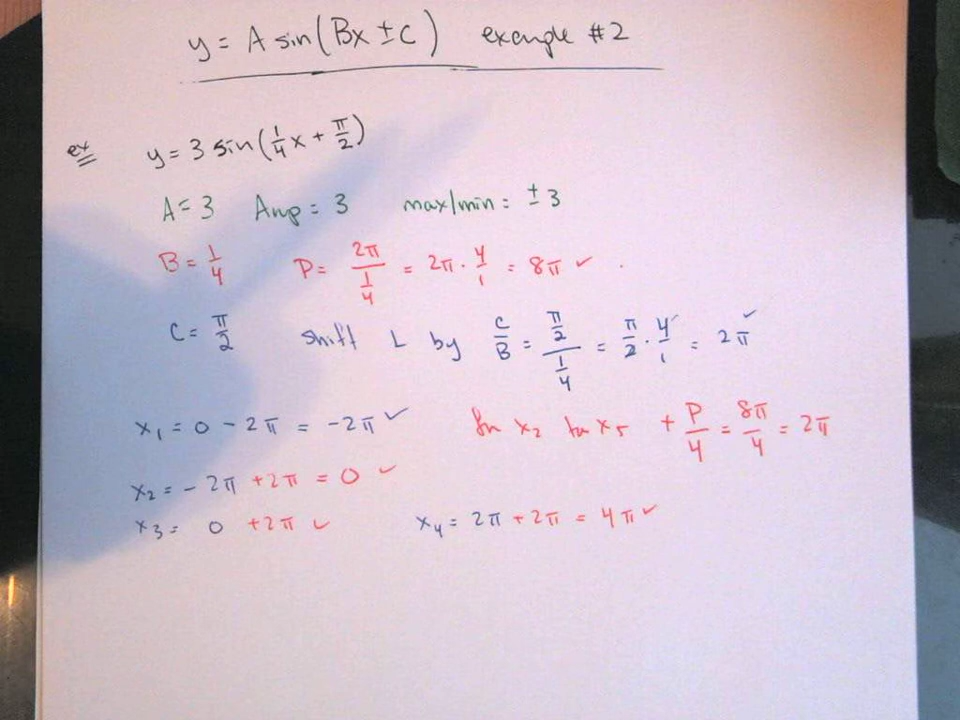 y = A sin(Bx ± C) example #2
ex y = 3 sin(1/4 x + π/2)
A = 3 Amp = 3 max/min: ± 3
B = 1/4 P = 2π/(1/4) = 2π · 4/1 = 8π ✓
C = π/2 Shift L by C/B = (π/2)/(1/4) = π/2 · 4/1 = 2π ✓
x₁ = 0 - 2π = -2π ✓ for x₂ to x₅ + P/4 = 8π/4 = 2π
x₂ = -2π + 2π = 0 ✓
x₃ = 0 + 2π ✓ x₄ = 2π + 2π = 4π ✓